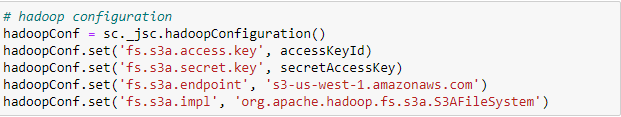 # hadoop configuration
hadoopConf = sc._jsc.hadoopConfiguration()
hadoopConf.set('fs.s3a.access.key', accessKeyId)
hadoopConf.set('fs.s3a.secret.key', secretAccessKey)
hadoopConf.set('fs.s3a.endpoint', 's3-us-west-1.amazonaws.com')
hadoopConf.set('fs.s3a.impl', 'org.apache.hadoop.fs.s3a.S3AFileSystem')